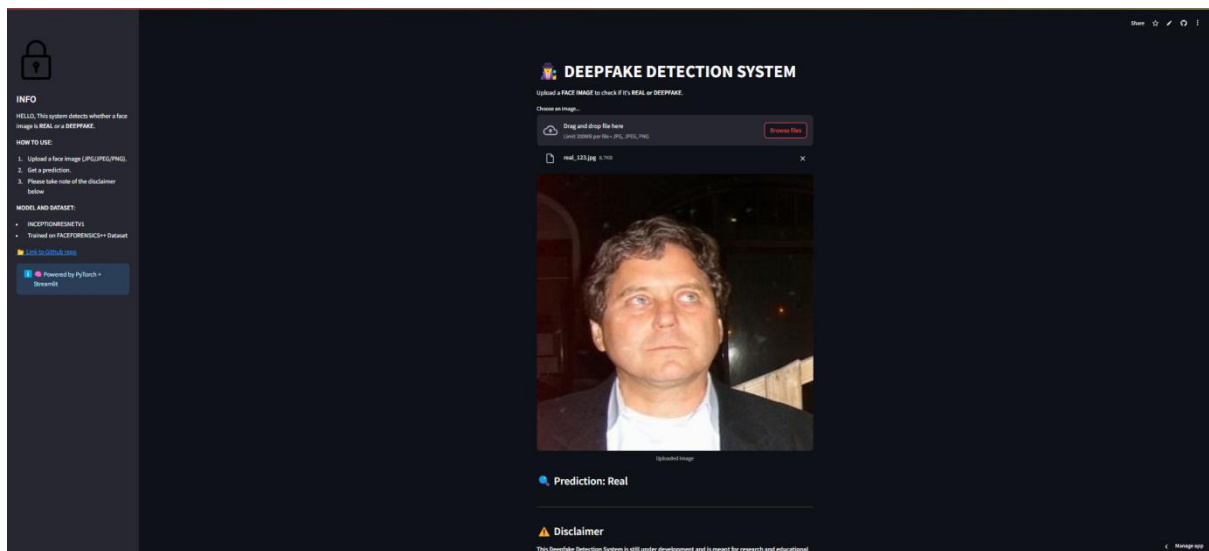 Share
INFO
HELLO, This system detects whether a face
image is REAL or a DEEPFAKE.
HOW TO USE:
1. Upload a face image (JPG/JPEG/PNG).
2. Get a prediction.
3. Please take note of the disclaimer
below
MODEL AND DATASET:
• INCEPTIONRESNETV1
• Trained on FACEFORENSICS++ Dataset
Link to Github repo
Powered by PyTorch +
Streamlit
DEEPFAKE DETECTION SYSTEM
Upload a FACE IMAGE to check if it's REAL or DEEPFAKE.
Choose an image...
Drag and drop file here
Limit 200MB per file • JPG, JPEG, PNG
Browse files
real_123.jpg 8.7KB
Uploaded Image
Prediction: Real
Disclaimer
This Deepfake Detection System is still under development and is meant for research and educational
Manage app